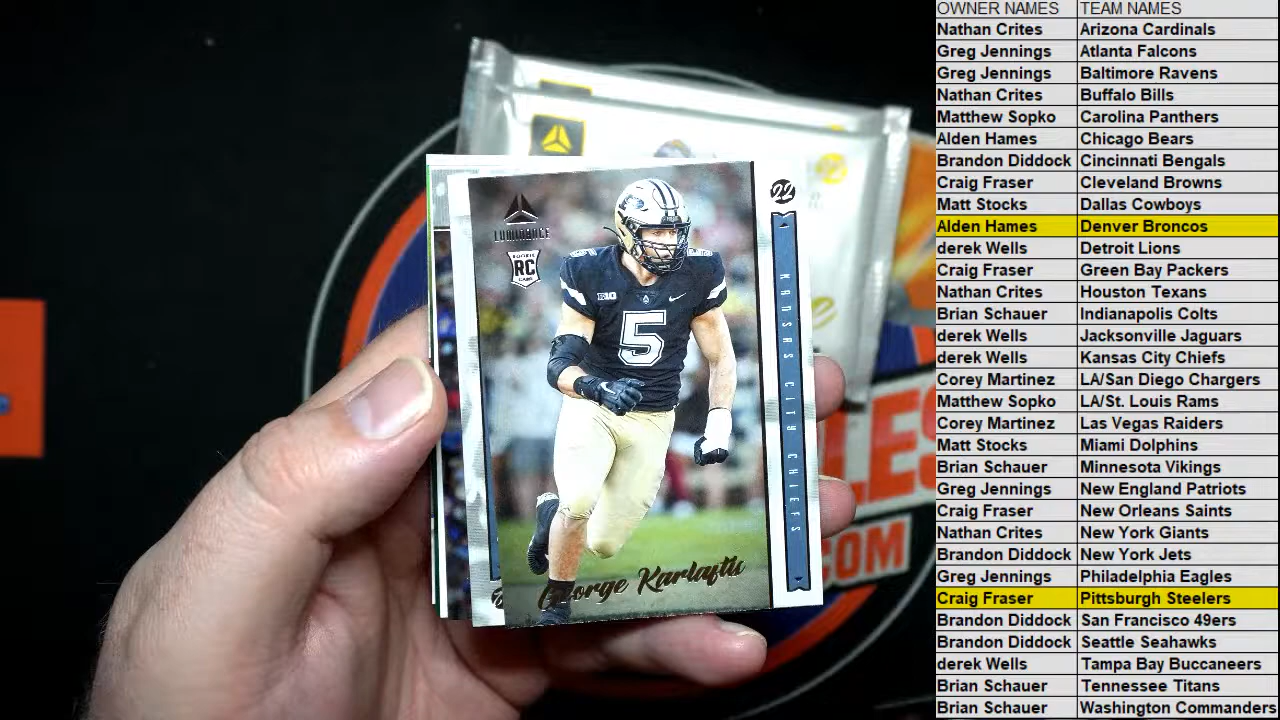 LUMINANCE
ROOKIE
RC
CARD
22
B1G
5
KANSAS CITY CHIEFS
George Karlaftis
LES
.COM
OWNER NAMES TEAM NAMES
Nathan Crites Arizona Cardinals
Greg Jennings Atlanta Falcons
Greg Jennings Baltimore Ravens
Nathan Crites Buffalo Bills
Matthew Sopko Carolina Panthers
Alden Hames Chicago Bears
Brandon Diddock Cincinnati Bengals
Craig Fraser Cleveland Browns
Matt Stocks Dallas Cowboys
Alden Hames Denver Broncos
derek Wells Detroit Lions
Craig Fraser Green Bay Packers
Nathan Crites Houston Texans
Brian Schauer Indianapolis Colts
derek Wells Jacksonville Jaguars
derek Wells Kansas City Chiefs
Corey Martinez LA/San Diego Chargers
Matthew Sopko LA/St. Louis Rams
Corey Martinez Las Vegas Raiders
Matt Stocks Miami Dolphins
Brian Schauer Minnesota Vikings
Greg Jennings New England Patriots
Craig Fraser New Orleans Saints
Nathan Crites New York Giants
Brandon Diddock New York Jets
Greg Jennings Philadelphia Eagles
Craig Fraser Pittsburgh Steelers
Brandon Diddock San Francisco 49ers
Brandon Diddock Seattle Seahawks
derek Wells Tampa Bay Buccaneers
Brian Schauer Tennessee Titans
Brian Schauer Washington Commanders